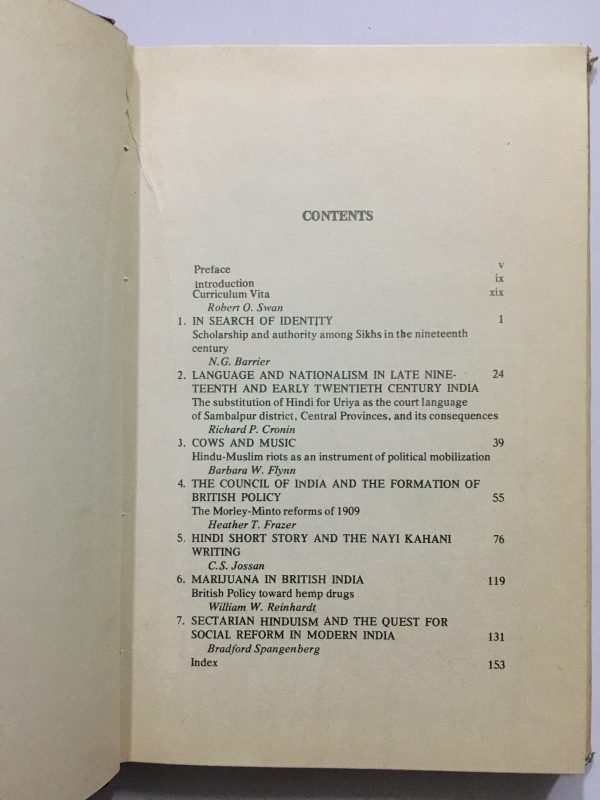 CONTENTS
Preface v
Introduction ix
Curriculum Vita xix
Robert O. Swan
1. IN SEARCH OF IDENTITY 1
Scholarship and authority among Sikhs in the nineteenth
century
N.G. Barrier
2. LANGUAGE AND NATIONALISM IN LATE NINE- 24
TEENTH AND EARLY TWENTIETH CENTURY INDIA
The substitution of Hindi for Uriya as the court language
of Sambalpur district, Central Provinces, and its consequences
Richard P. Cronin
3. COWS AND MUSIC 39
Hindu-Muslim riots as an instrument of political mobilization
Barbara W. Flynn
4. THE COUNCIL OF INDIA AND THE FORMATION OF
BRITISH POLICY 55
The Morley-Minto reforms of 1909
Heather T. Frazer
5. HINDI SHORT STORY AND THE NAYI KAHANI 76
WRITING
C.S. Jossan
6. MARIJUANA IN BRITISH INDIA 119
British Policy toward hemp drugs
William W. Reinhardt
7. SECTARIAN HINDUISM AND THE QUEST FOR
SOCIAL REFORM IN MODERN INDIA 131
Bradford Spangenberg
Index 153